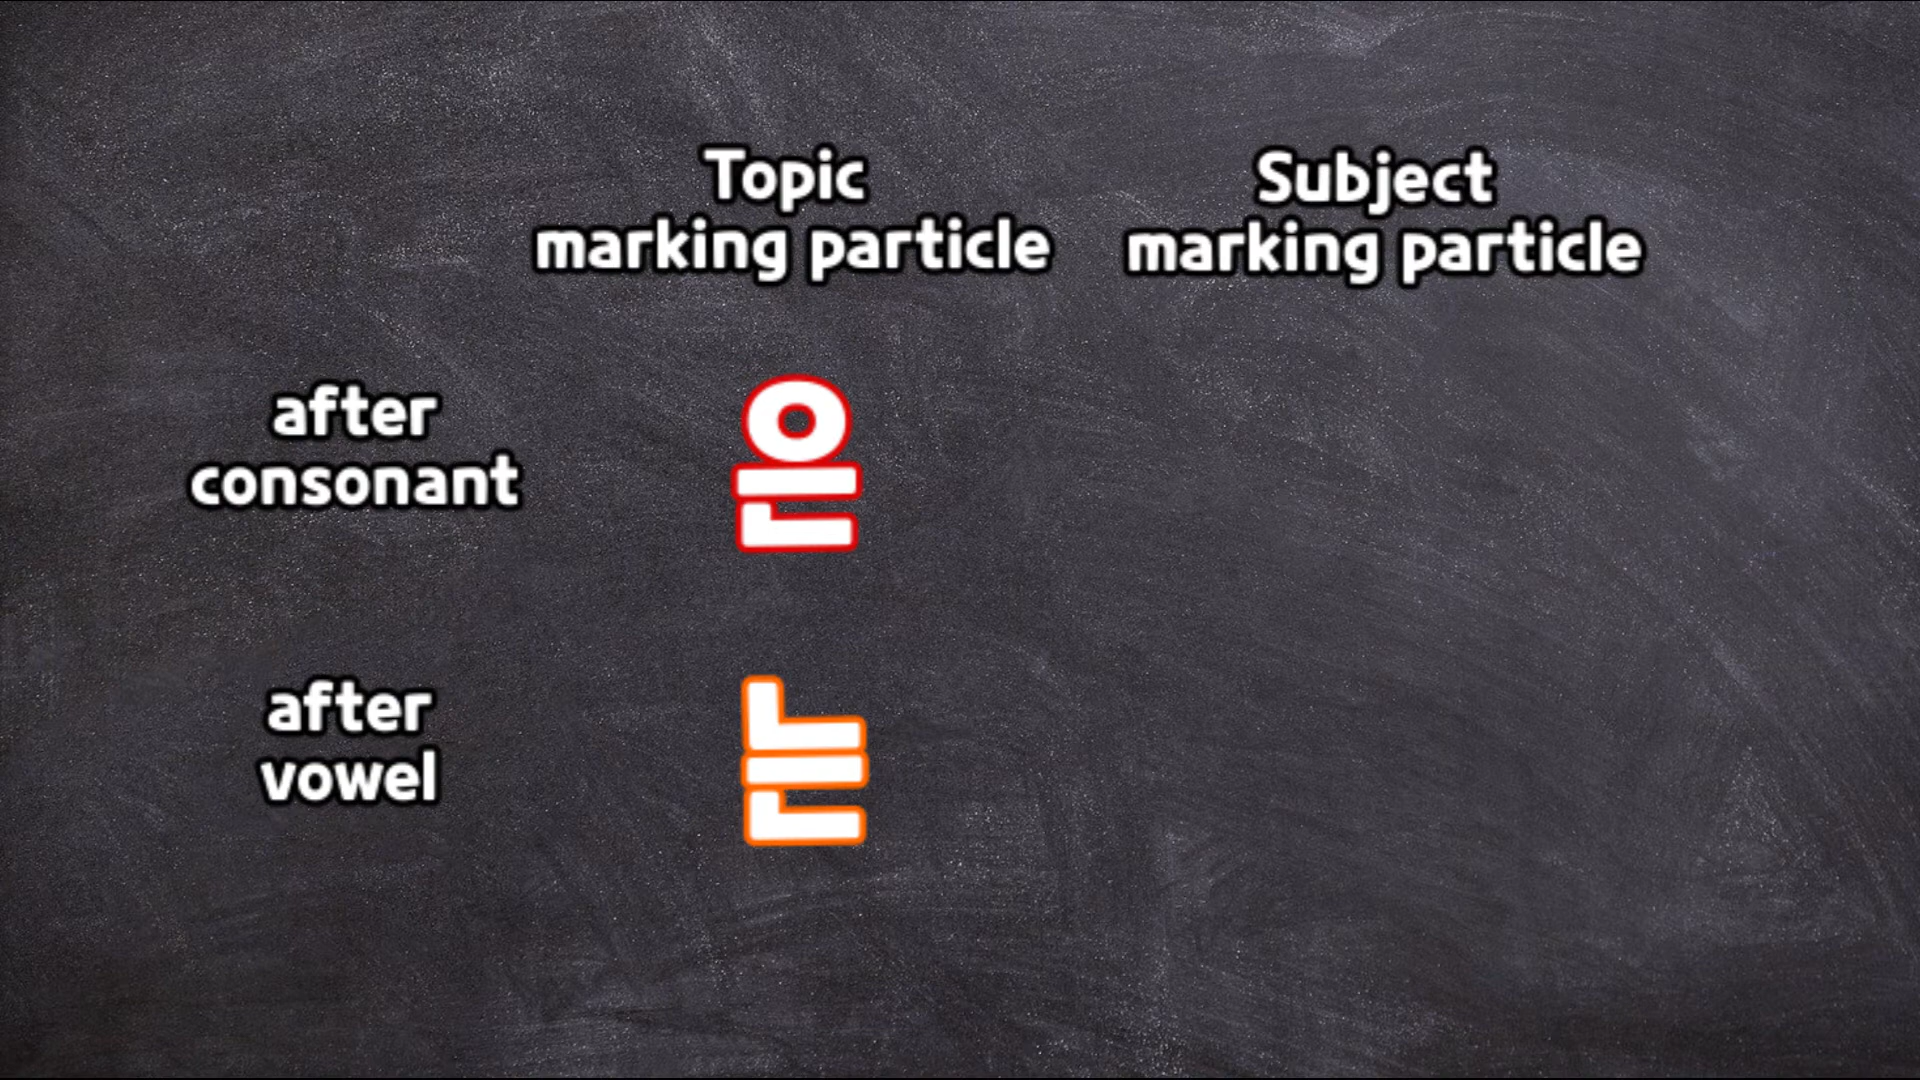 Topic
marking particle
Subject
marking particle
after
consonant
은
after
vowel
는